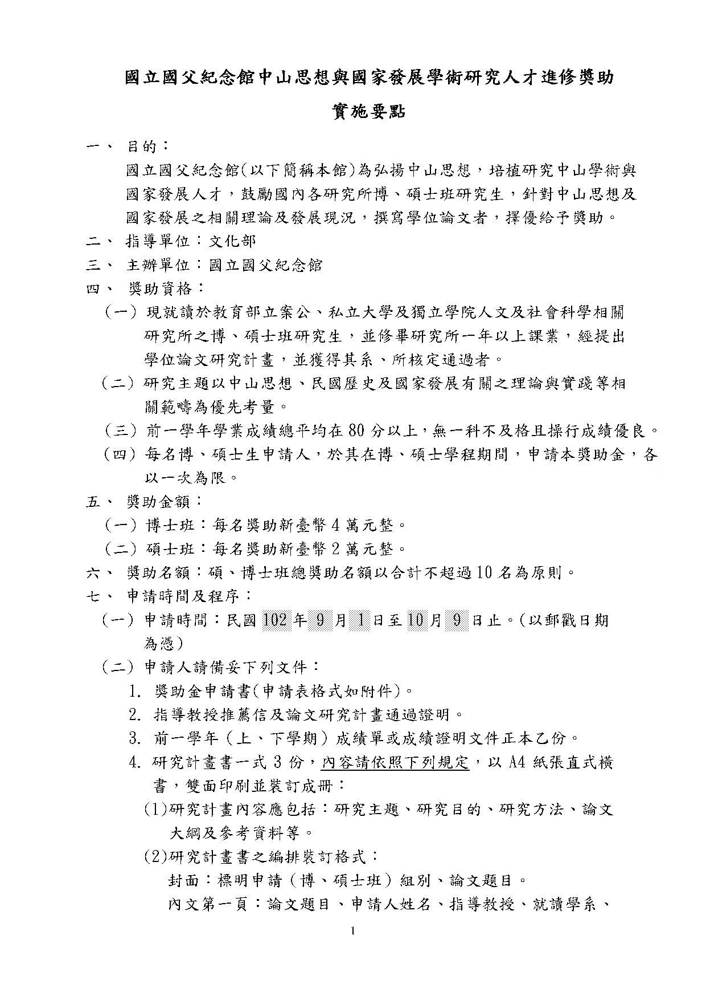 國立國父紀念館中山思想與國家發展學術研究人才進修獎助
實施要點
一、 目的：
國立國父紀念館(以下簡稱本館)為弘揚中山思想，培植研究中山學術與
國家發展人才，鼓勵國內各研究所博、碩士班研究生，針對中山思想及
國家發展之相關理論及發展現況，撰寫學位論文者，擇優給予獎助。
二、 指導單位：文化部
三、 主辦單位：國立國父紀念館
四、 獎助資格：
(一) 現就讀於教育部立案公、私立大學及獨立學院人文及社會科學相關
研究所之博、碩士班研究生，並修畢研究所一年以上課業，經提出
學位論文研究計畫，並獲得其系、所核定通過者。
(二) 研究主題以中山思想、民國歷史及國家發展有關之理論與實踐等相
關範疇為優先考量。
(三) 前一學年學業成績總平均在 80 分以上，無一科不及格且操行成績優良。
(四) 每名博、碩士生申請人，於其在博、碩士學程期間，申請本獎助金，各
以一次為限。
五、 獎助金額：
(一) 博士班：每名獎助新臺幣 4 萬元整。
(二) 碩士班：每名獎助新臺幣 2 萬元整。
六、 獎助名額：碩、博士班總獎助名額以合計不超過 10 名為原則。
七、 申請時間及程序：
(一) 申請時間：民國 102 年 9 月 1 日至 10 月 9 日止。(以郵戳日期
為憑)
(二) 申請人請備妥下列文件：
1. 獎助金申請書(申請表格式如附件)。
2. 指導教授推薦信及論文研究計畫通過證明。
3. 前一學年（上、下學期）成績單或成績證明文件正本乙份。
4. 研究計畫書一式 3 份，內容請依照下列規定，以 A4 紙張直式橫
書，雙面印刷並裝訂成冊：
(1)研究計畫內容應包括：研究主題、研究目的、研究方法、論文
大綱及參考資料等。
(2)研究計畫書之編排裝訂格式：
封面：標明申請（博、碩士班）組別、論文題目。
內文第一頁：論文題目、申請人姓名、指導教授、就讀學系、
1